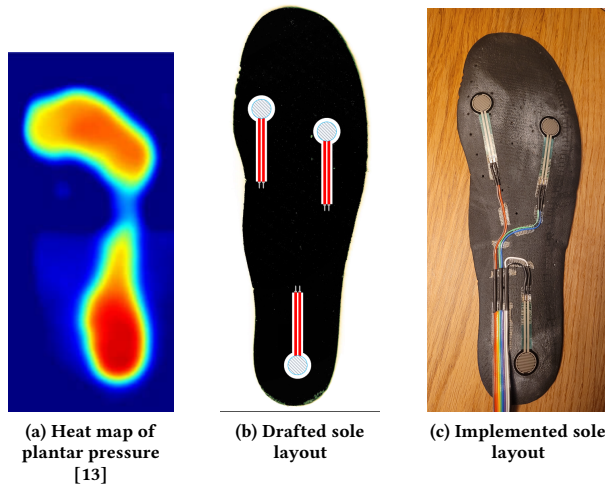 (a) Heat map of
plantar pressure
[13]
(b) Drafted sole
layout
(c) Implemented sole
layout